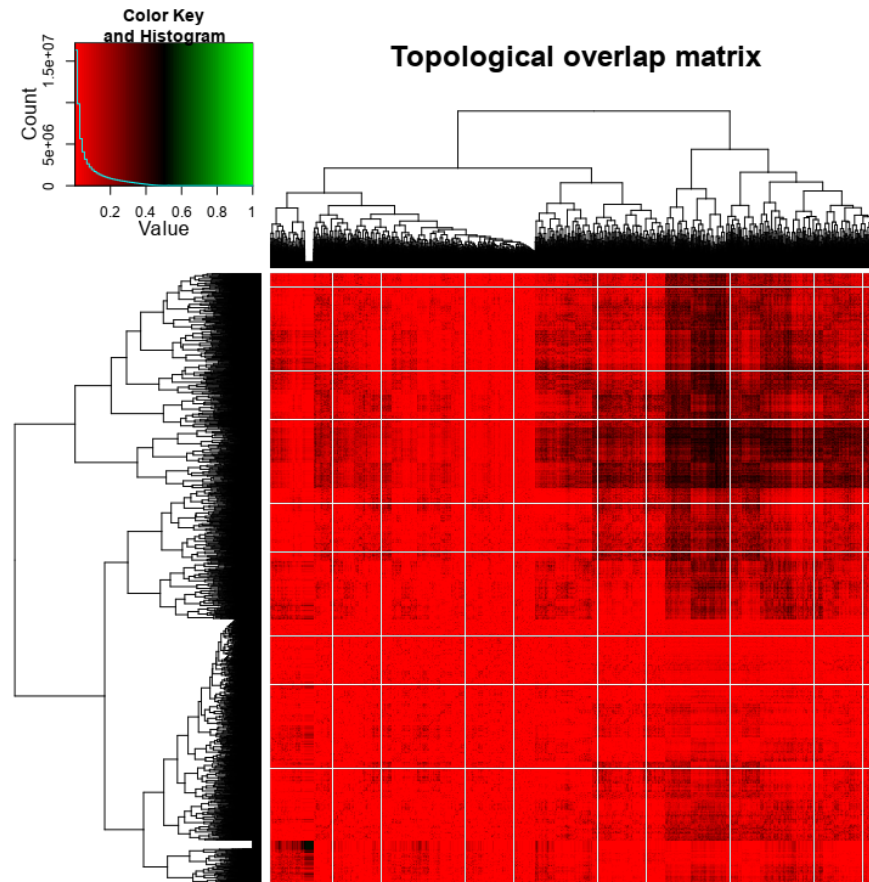 Color Key
and Histogram
Topological overlap matrix
Count
0
5e+06
1.5e+07
0.2
0.4
0.6
0.8
1
Value